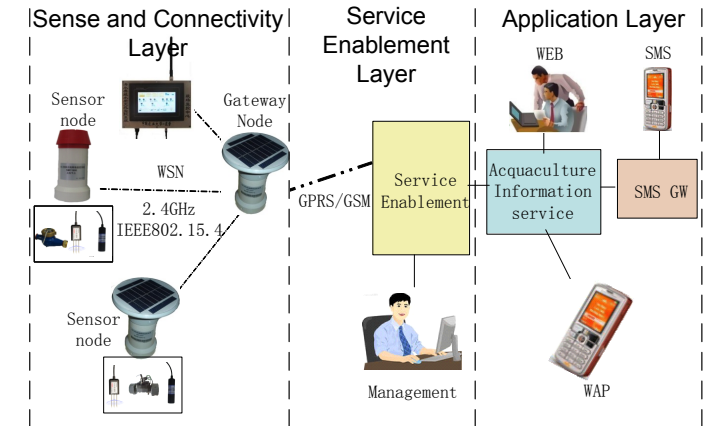 Sense and Connectivity
Layer
Service
Enablement
Layer
Application Layer
Sensor
node
Gateway
Node
WSN
2.4GHz
IEEE802.15.4
Sensor
node
GPRS/GSM
Service
Enablement
Management
WEB
SMS
Acquaculture
Information
service
SMS GW
WAP